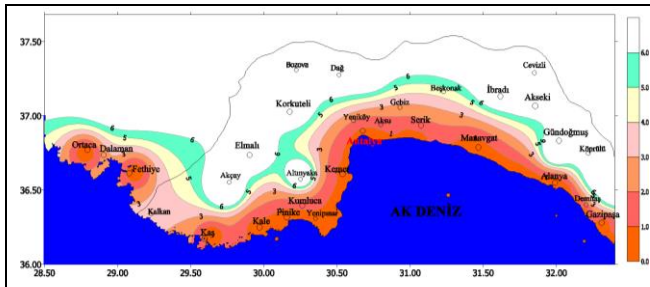 37.50
Bozova Dağ Cevizli
6.0
Korkuteli Beşkonak İbradı Akseki
5.0
37.00
Yeniköy Gebiz Aksu Serik Gündoğmuş
4.0
Ortaca Dalaman Elmalı Antalya Manavgat Köprülü
Fethiye Akçay Altınyaka Kemer Alanya
3.0
36.50
Kalkan Kumluca Demirtaş Gazipaşa
2.0
Kaş Kale Finike Yenipınar AK DENİZ
1.0
36.00
0.0
28.50 29.00 29.50 30.00 30.50 31.00 31.50 32.00